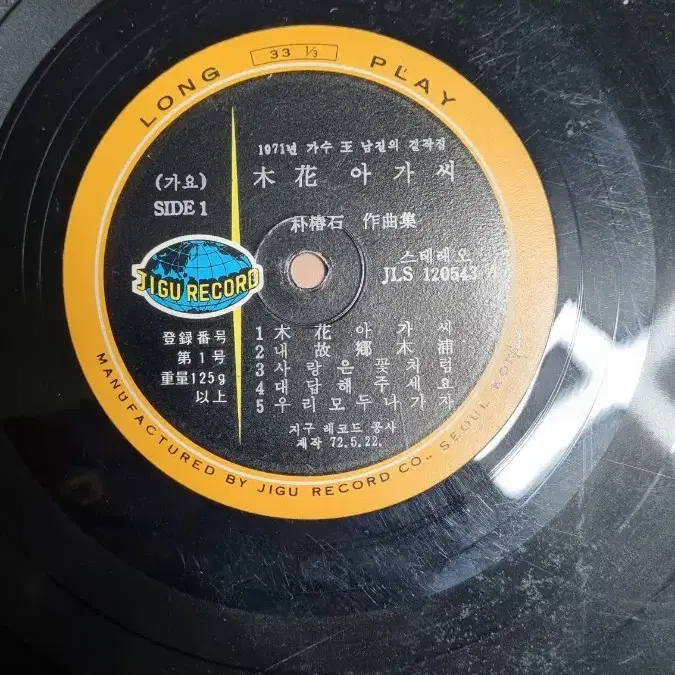 LONG 33 1/3 PLAY
1971년 가수 王 남진의 걸작집
木花 아가씨
(가요)
SIDE 1
朴椿石 作曲集
스테레오
JLS 120543
JIGU RECORD
登録番号
第1号
重量125g
以上
1 木花아가씨
2 내故鄕木浦
3 사랑은꽃처럼
4 대답해주세요
5 우리모두나가자
지구 레코드 공사
제작 72.5.22.
MANUFACTURED BY JIGU RECORD CO., SEOUL KOREA